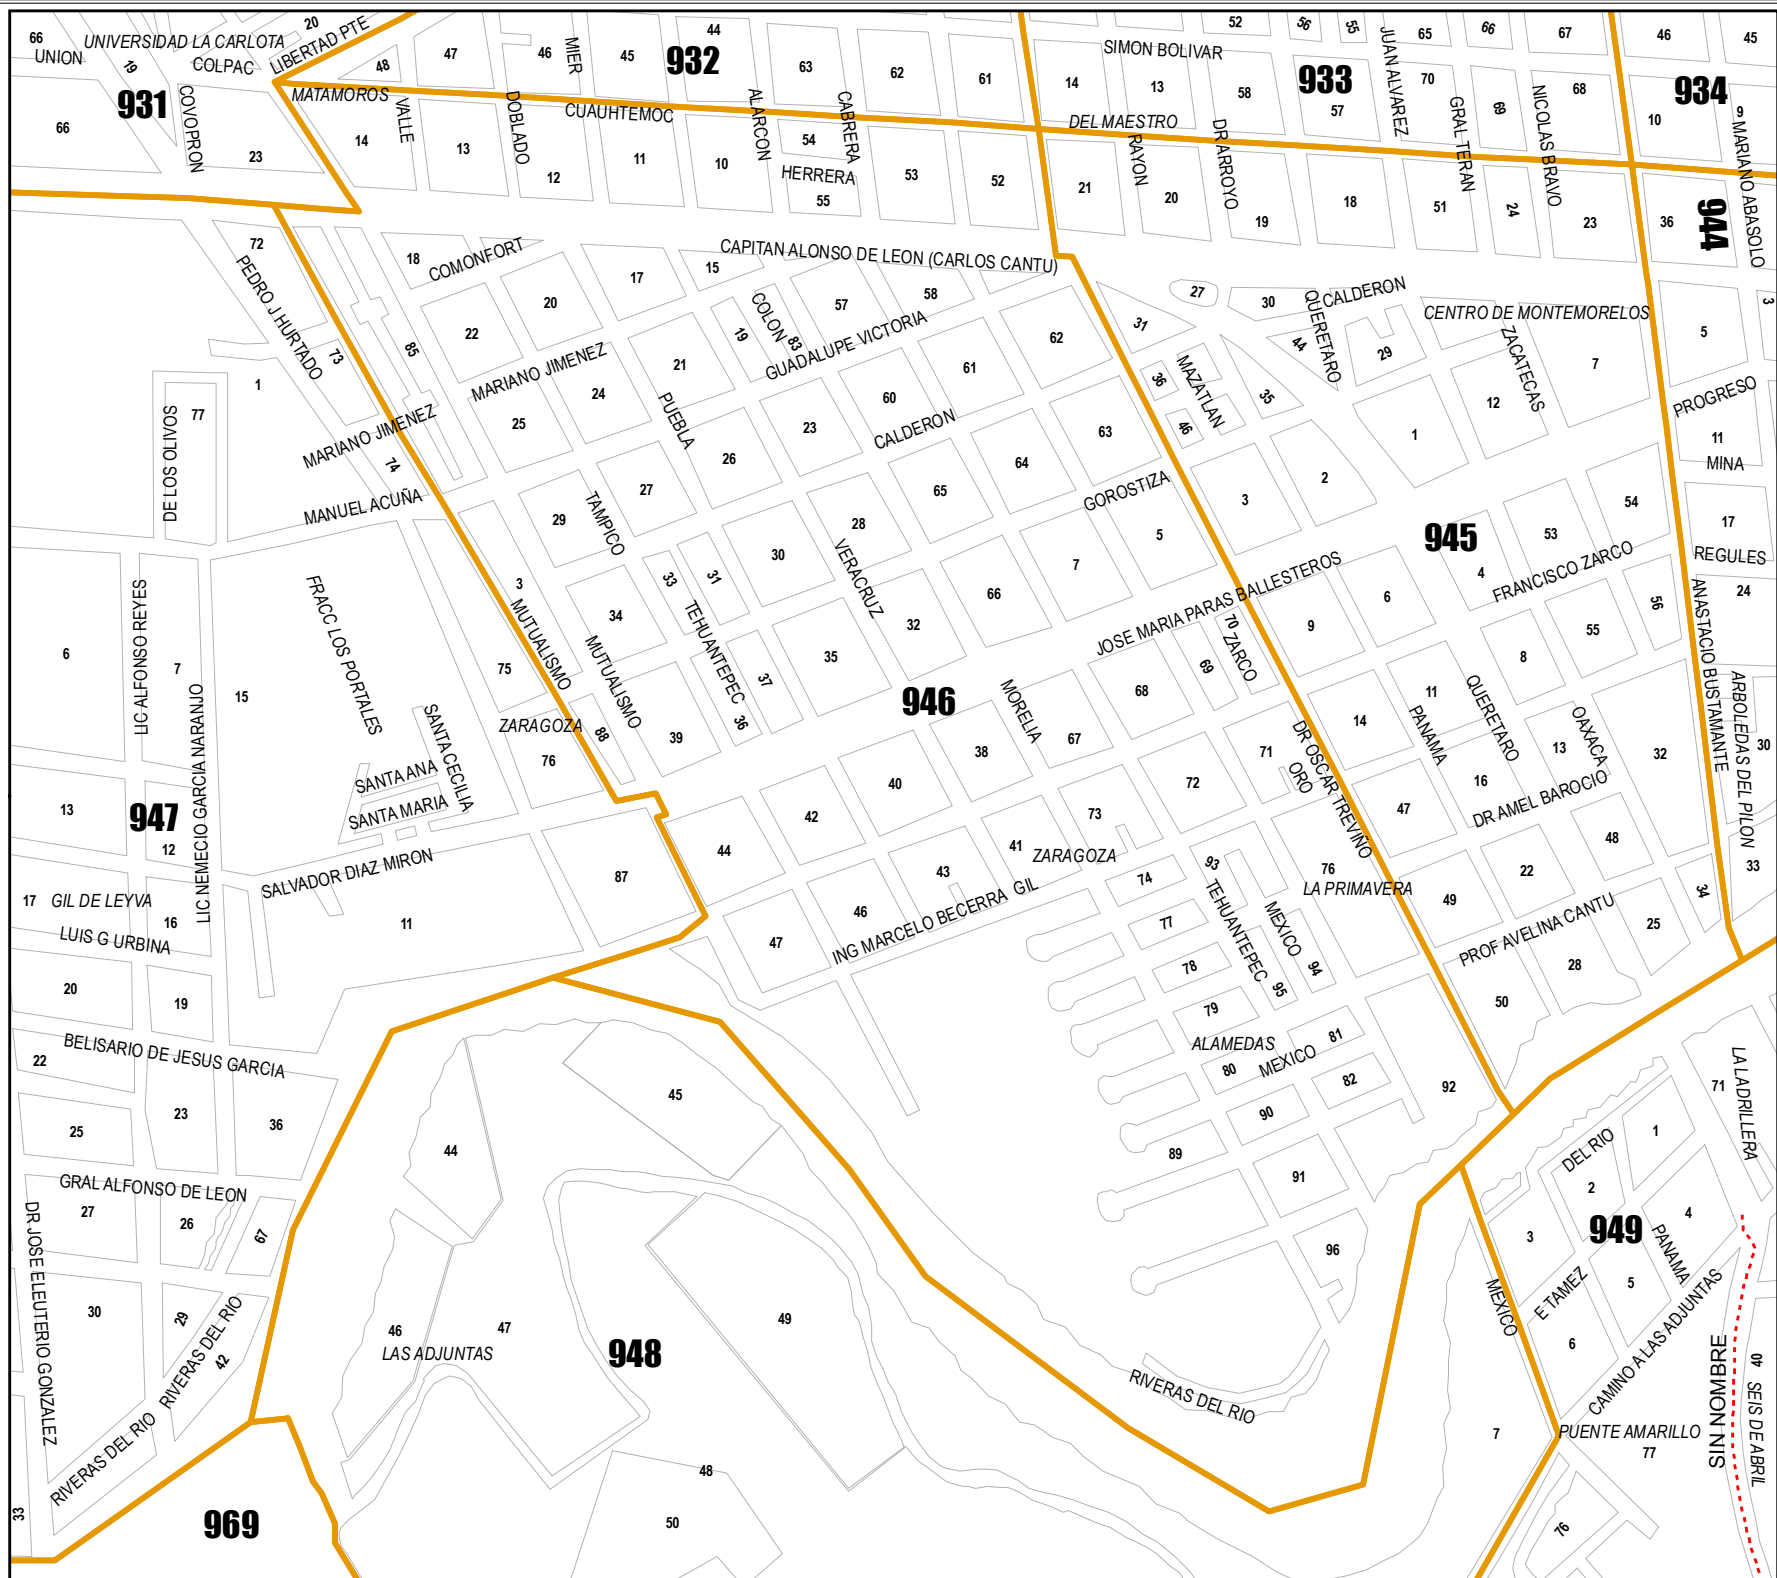 66
UNION
UNIVERSIDAD LA CARLOTA
COLPAC
20
LIBERTAD PTE
19
931
COVOPRON
66
23
48
47
46
MIER
45
44
932
63
62
61
52
56
55
JUAN ALVAREZ
65
66
67
46
45
SIMON BOLIVAR
14
13
58
933
57
70
GRAL TERAN
69
NICOLAS BRAVO
68
934
10
9
MARIANO ABASOLO
MATAMOROS
VALLE
DOBLADO
CUAUHTEMOC
ALARCON
CABRERA
DEL MAESTRO
RAYON
DR ARROYO
14
13
12
11
10
54
HERRERA
55
53
52
21
20
19
18
51
24
23
36
944
72
PEDRO J HURTADO
73
85
18
COMONFORT
17
15
CAPITAN ALONSO DE LEON (CARLOS CANTU)
22
20
19
COLON
83
57
58
GUADALUPE VICTORIA
62
31
27
30
CALDERON
QUERETARO
44
29
CENTRO DE MONTEMORELOS
ZACATECAS
7
5
3
PROGRESO
11
MINA
1
77
DE LOS OLIVOS
MARIANO JIMENEZ
74
MANUEL ACUÑA
MARIANO JIMENEZ
25
24
21
PUEBLA
23
60
61
CALDERON
63
36
MAZATLAN
46
35
1
12
26
27
TAMPICO
29
65
64
GOROSTIZA
3
2
54
53
945
17
REGULES
28
VERACRUZ
30
31
33
TEHUANTEPEC
34
3
MUTUALISMO
MUTUALISMO
7
5
66
32
35
37
36
JOSE MARIA PARAS BALLESTEROS
6
4
FRANCISCO ZARCO
56
55
24
ANASTACIO BUSTAMANTE
ARBOLEDAS DEL PILON
30
33
6
LIC ALFONSO REYES
7
LIC NEMECIO GARCIA NARANJO
15
FRACC LOS PORTALES
SANTA CECILIA
SANTA ANA
SANTA MARIA
75
ZARAGOZA
88
76
39
946
MORELIA
38
67
68
69
70
ZARCO
9
8
11
PANAMA
14
QUERETARO
13
OAXACA
32
16
DR AMEL BAROCIO
71
ORO
DR OSCAR TREVIÑO
72
40
42
73
41
ZARAGOZA
43
44
47
48
13
947
12
17
GIL DE LEYVA
16
LUIS G URBINA
SALVADOR DIAZ MIRON
11
87
47
46
ING MARCELO BECERRA GIL
74
93
TEHUANTEPEC
MEXICO
76
LA PRIMAVERA
49
22
PROF AVELINA CANTU
25
34
77
78
79
95
94
50
28
20
19
BELISARIO DE JESUS GARCIA
22
ALAMEDAS
80
MEXICO
81
82
92
90
89
91
96
25
23
36
44
45
GRAL ALFONSO DE LEON
27
26
67
DR JOSE ELEUTERIO GONZALEZ
30
29
RIVERAS DEL RIO
42
RIVERAS DEL RIO
33
46
47
LAS ADJUNTAS
948
49
RIVERAS DEL RIO
48
50
969
LA LADRILLERA
71
DEL RIO
1
2
4
3
949
PANAMA
5
MEXICO
E TAMEZ
6
CAMINO A LAS ADJUNTAS
7
PUENTE AMARILLO
77
76
SIN NOMBRE
40
SEIS DE ABRIL